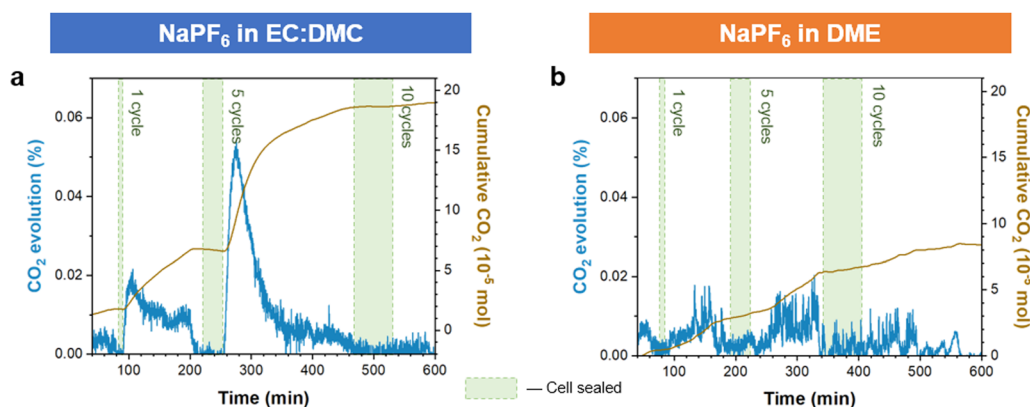 NaPF₆ in EC:DMC
NaPF₆ in DME
a
CO₂ evolution (%)
0.06
0.04
0.02
0.00
1 cycle
5 cycles
10 cycles
20
15
10
5
0
Cumulative CO₂ (10⁻⁵ mol)
100 200 300 400 500 600
Time (min)
b
CO₂ evolution (%)
0.06
0.04
0.02
0.00
1 cycle
5 cycles
10 cycles
20
15
10
5
0
Cumulative CO₂ (10⁻⁵ mol)
100 200 300 400 500 600
Time (min)
— Cell sealed